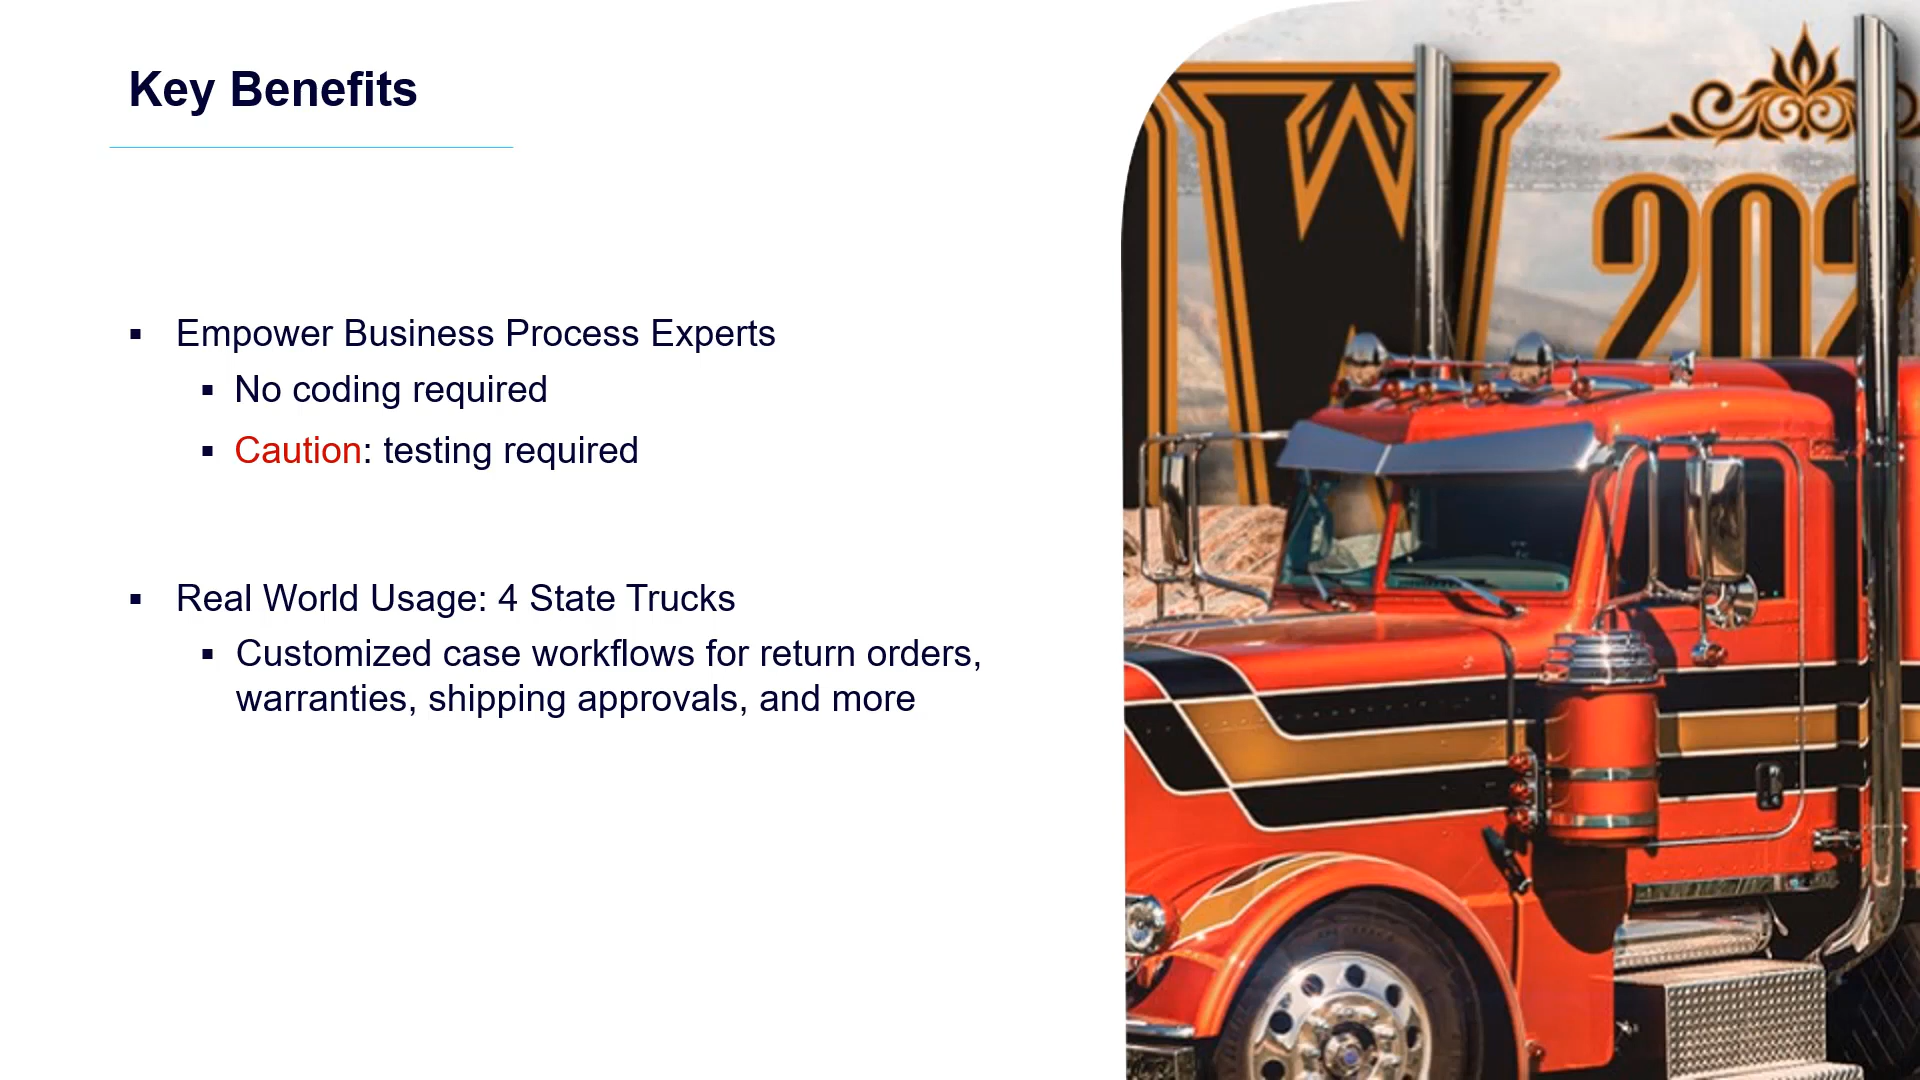 Key Benefits
Empower Business Process Experts
No coding required
Caution: testing required
Real World Usage: 4 State Trucks
Customized case workflows for return orders,
warranties, shipping approvals, and more
W
202